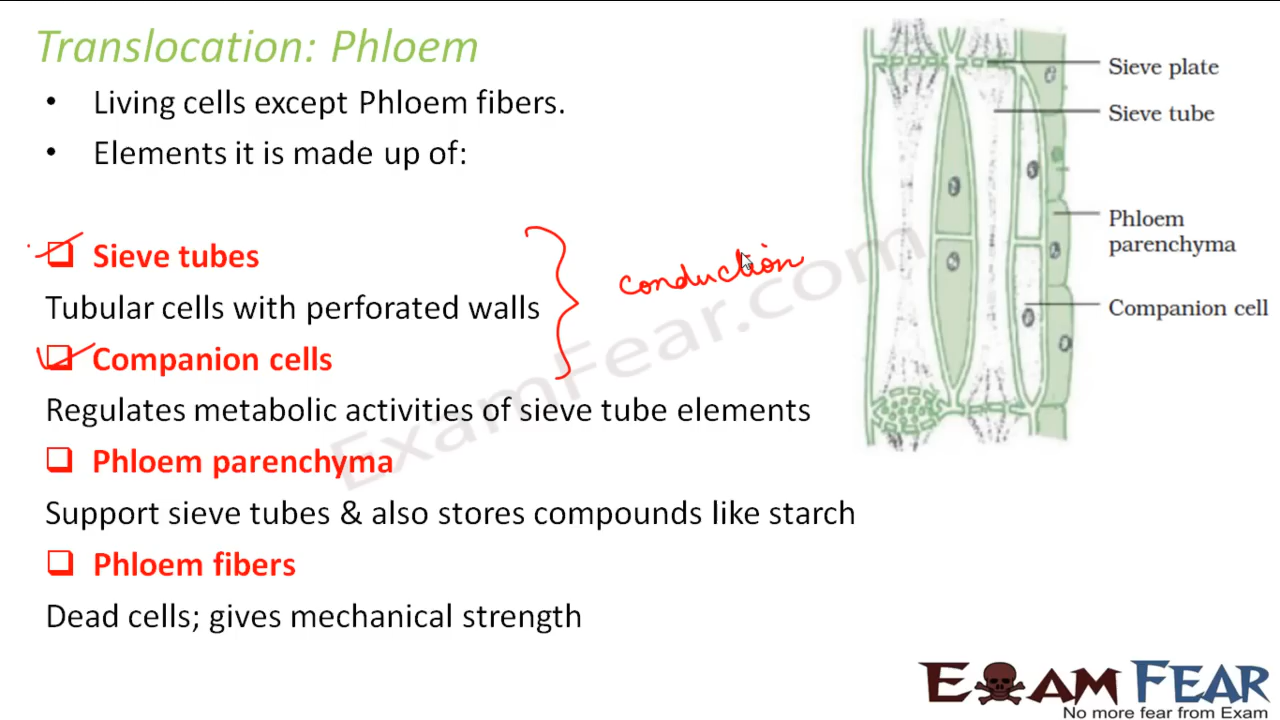 Translocation: Phloem
• Living cells except Phloem fibers.
• Elements it is made up of:
Sieve tubes
Tubular cells with perforated walls
Companion cells
conduction
Regulates metabolic activities of sieve tube elements
Phloem parenchyma
Support sieve tubes & also stores compounds like starch
Phloem fibers
Dead cells; gives mechanical strength
Sieve plate
Sieve tube
Phloem
parenchyma
Companion cell
ExamFear.com
EXAM FEAR
No more fear from Exam